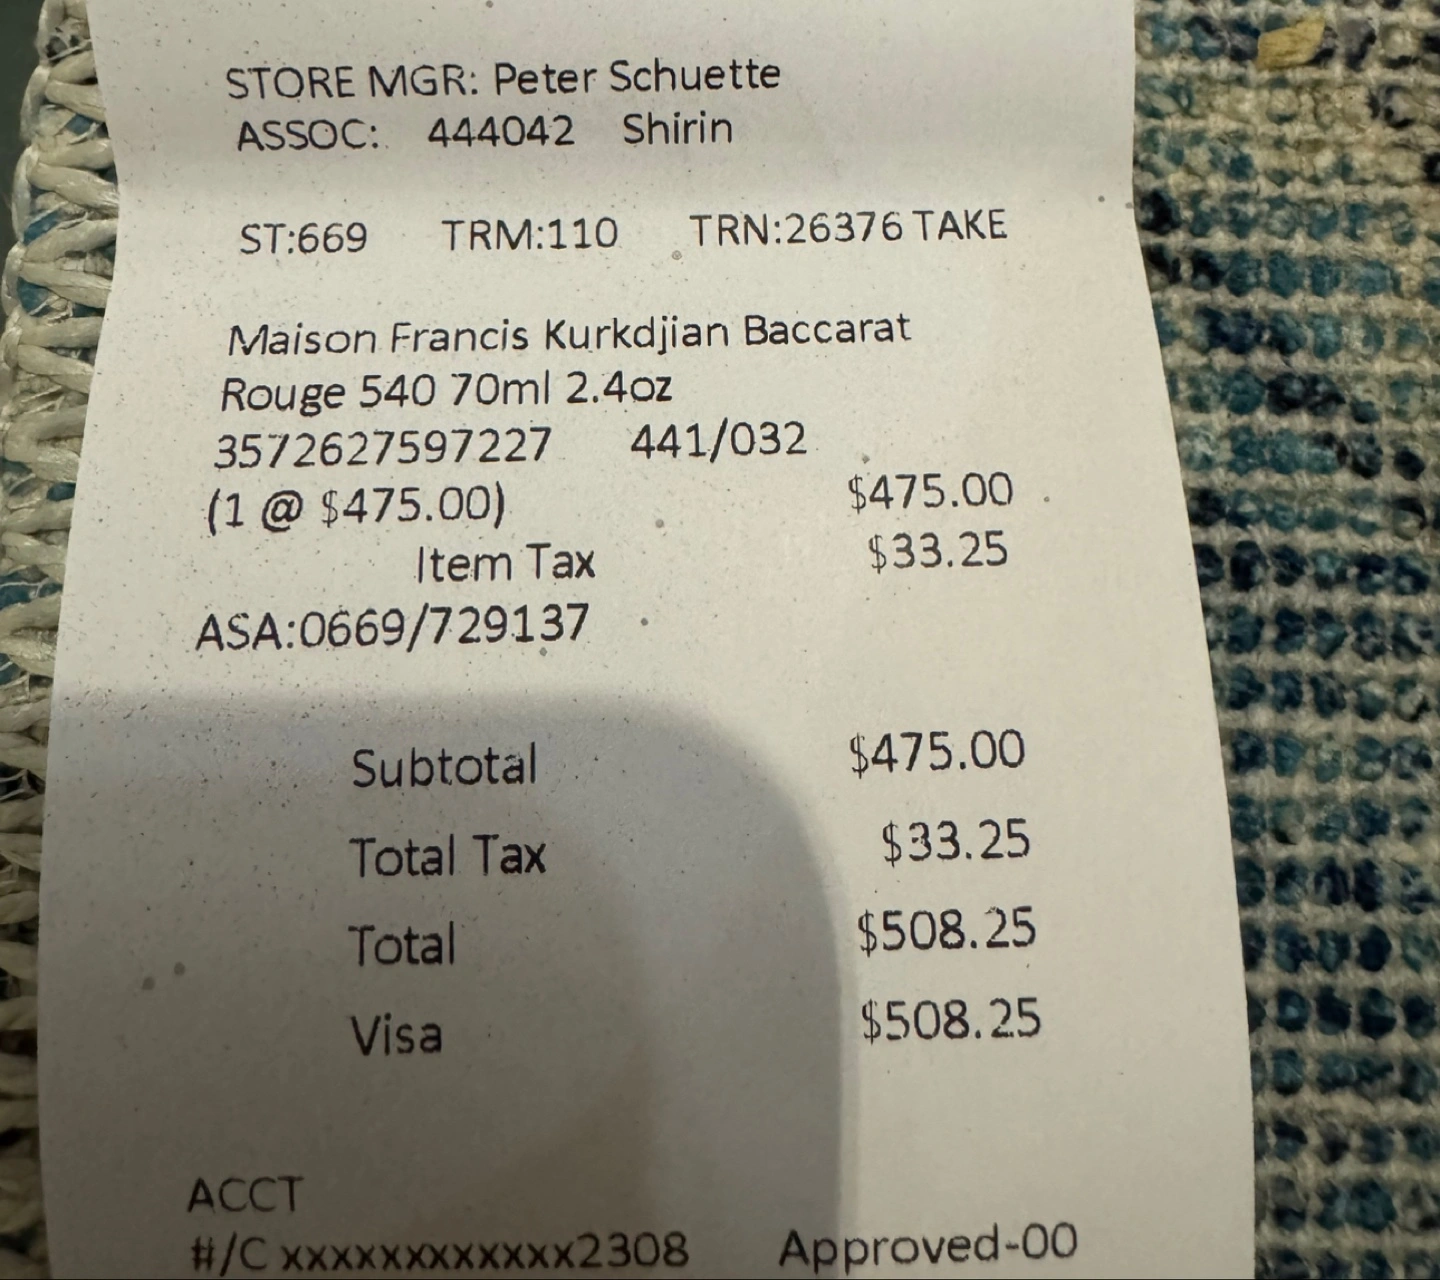 STORE MGR: Peter Schuette
ASSOC: 444042 Shirin
ST:669 TRM:110 TRN:26376 TAKE
Maison Francis Kurkdjian Baccarat
Rouge 540 70ml 2.4oz
3572627597227 441/032
(1 @ $475.00) $475.00
Item Tax $33.25
ASA:0669/729137
Subtotal $475.00
Total Tax $33.25
Total $508.25
Visa $508.25
ACCT
#/C xxxxxxxxxxxx2308 Approved-00